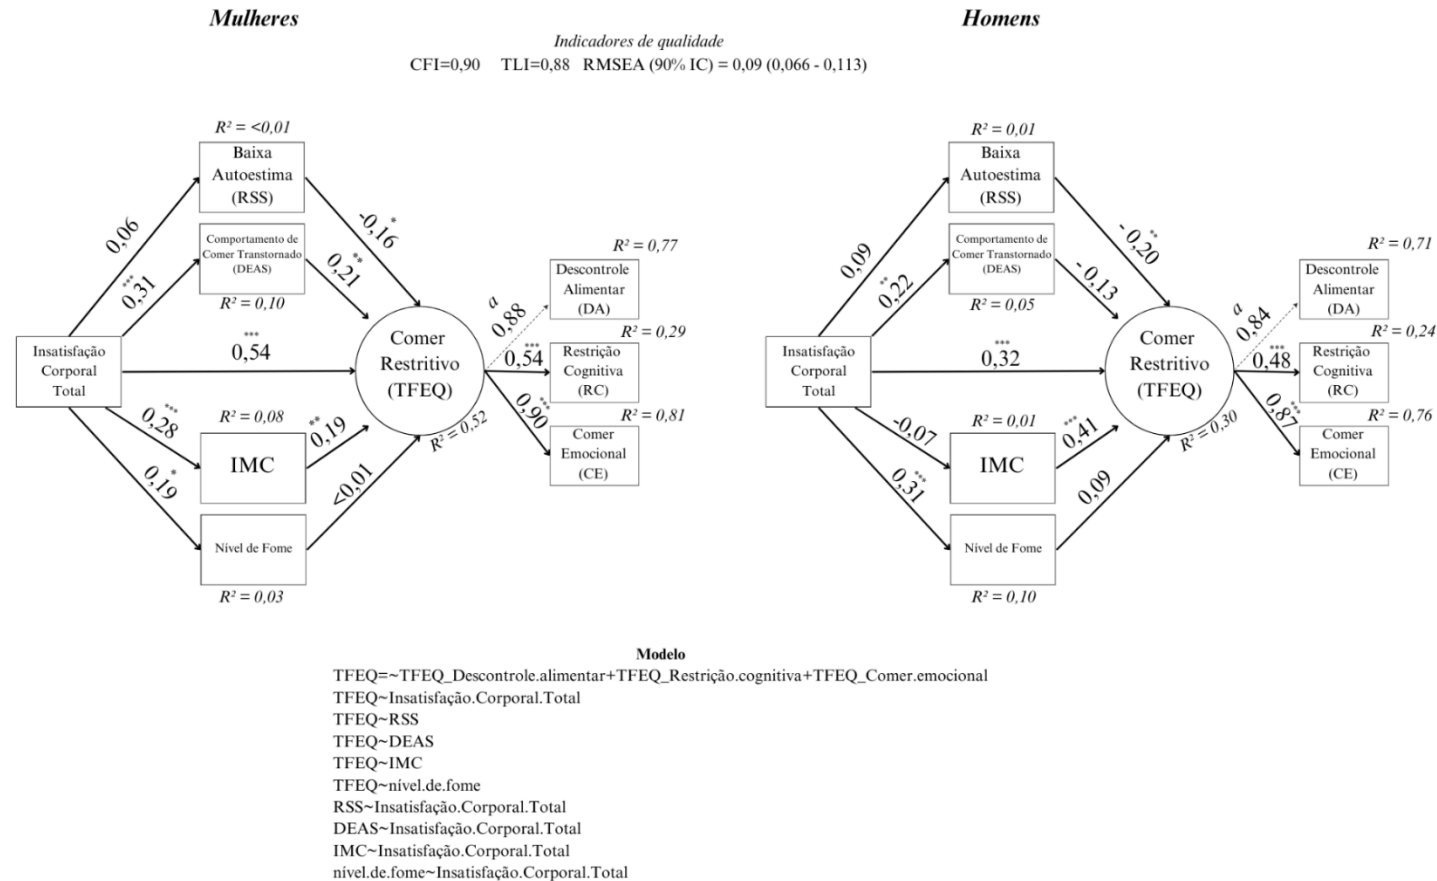 Mulheres
Homens
Indicadores de qualidade
CFI=0,90 TLI=0,88 RMSEA (90% IC) = 0,09 (0,066 - 0,113)
R² = <0,01
Baixa
Autoestima
(RSS)
0,06
-0,16*
Comportamento de
Comer Transtornado
(DEAS)
R² = 0,10
0,31***
0,21**
Insatisfação
Corporal
Total
***
0,54
Comer
Restritivo
(TFEQ)
R² = 0,52
0,28***
R² = 0,08
IMC
0,19**
0,19*
Nível de Fome
<0,01
R² = 0,03
R² = 0,77
Descontrole
Alimentar
(DA)
a
0,88
R² = 0,29
Restrição
Cognitiva
(RC)
0,54***
R² = 0,81
Comer
Emocional
(CE)
0,90***
R² = 0,01
Baixa
Autoestima
(RSS)
0,09
- 0,20**
Comportamento de
Comer Transtornado
(DEAS)
R² = 0,05
0,22**
- 0,13
Insatisfação
Corporal
Total
***
0,32
Comer
Restritivo
(TFEQ)
R² = 0,30
-0,07
R² = 0,01
IMC
0,41***
0,31***
Nível de Fome
0,09
R² = 0,10
R² = 0,71
Descontrole
Alimentar
(DA)
a
0,84
R² = 0,24
Restrição
Cognitiva
(RC)
0,48***
R² = 0,76
Comer
Emocional
(CE)
0,87***
Modelo
TFEQ=~TFEQ_Descontrole.alimentar+TFEQ_Restrição.cognitiva+TFEQ_Comer.emocional
TFEQ~Insatisfação.Corporal.Total
TFEQ~RSS
TFEQ~DEAS
TFEQ~IMC
TFEQ~nível.de.fome
RSS~Insatisfação.Corporal.Total
DEAS~Insatisfação.Corporal.Total
IMC~Insatisfação.Corporal.Total
nível.de.fome~Insatisfação.Corporal.Total